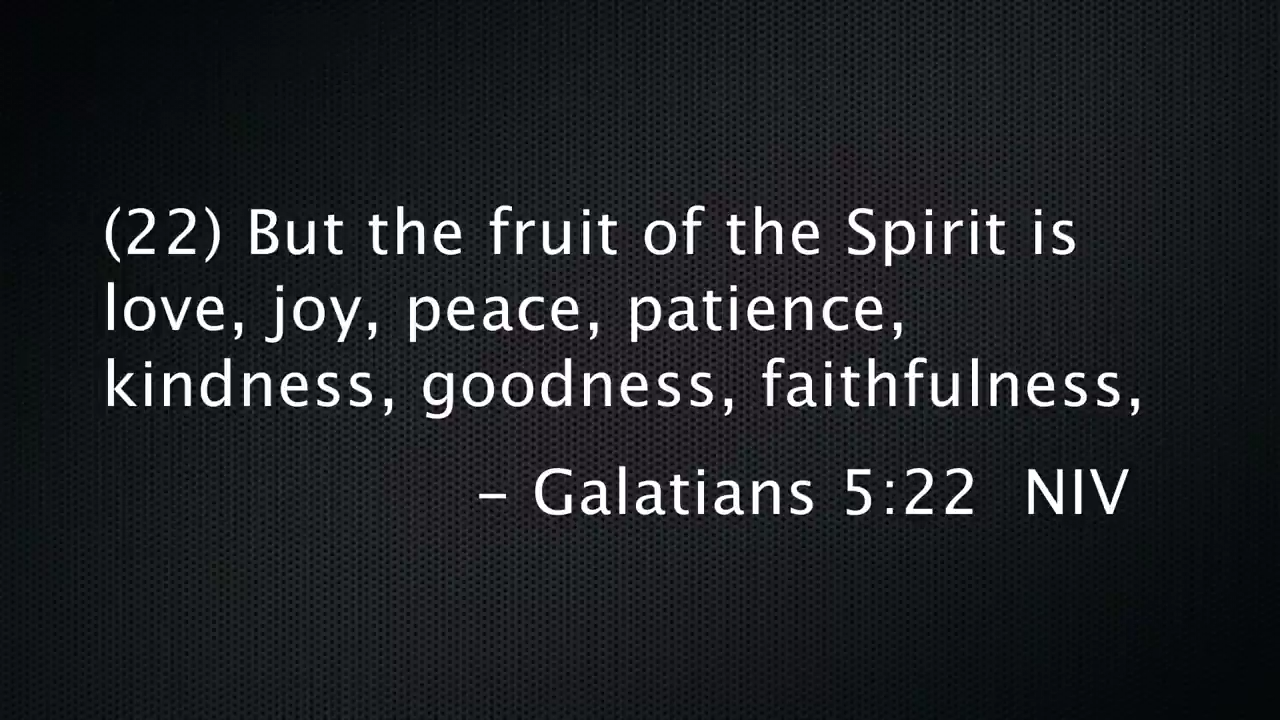 (22) But the fruit of the Spirit is
love, joy, peace, patience,
kindness, goodness, faithfulness,
– Galatians 5:22  NIV